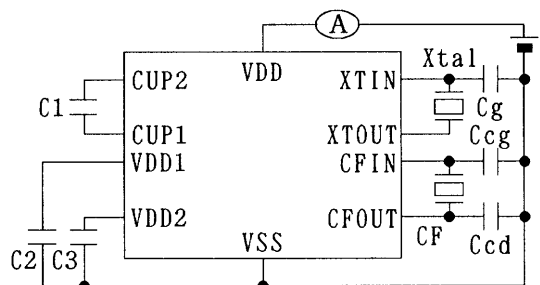 A
Xtal
CUP2
VDD
XTIN
C1
Cg
CUP1
XTOUT
Ccg
VDD1
CFIN
VDD2
CFOUT
C2
C3
VSS
CF
Ccd